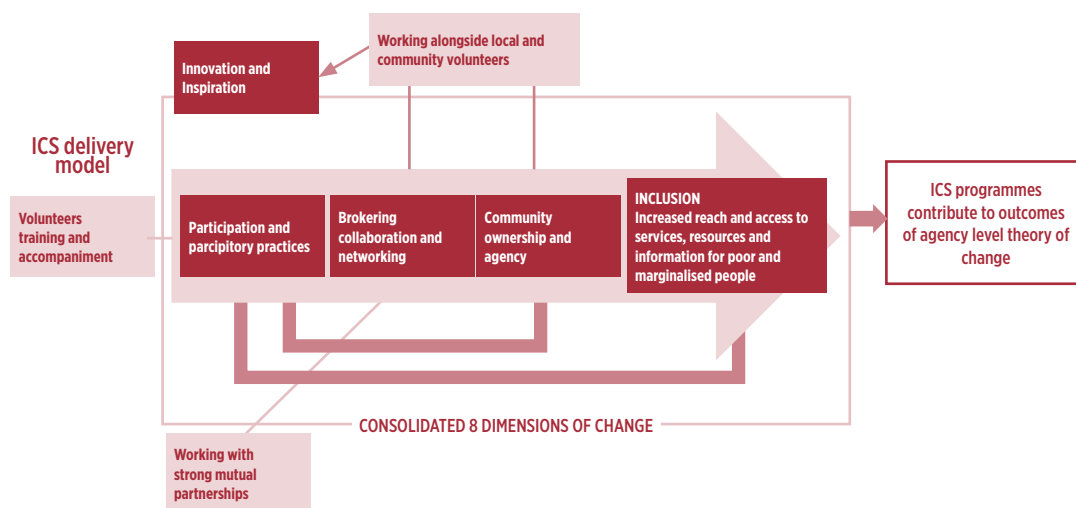 Working alongside local and
community volunteers
Innovation and
Inspiration
ICS delivery
model
Volunteers
training and
accompaniment
Participation and
parcipitory practices
Brokering
collaboration and
networking
Community
ownership and
agency
INCLUSION
Increased reach and access to
services, resources and
information for poor and
marginalised people
ICS programmes
contribute to outcomes
of agency level theory of
change
CONSOLIDATED 8 DIMENSIONS OF CHANGE
Working with
strong mutual
partnerships